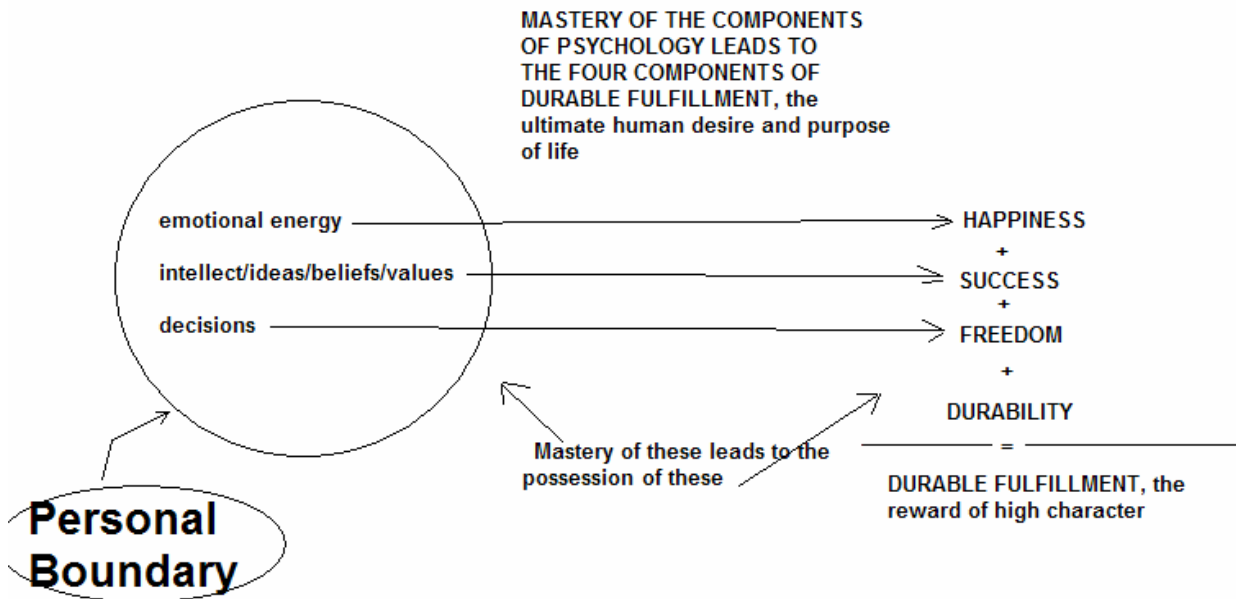 MASTERY OF THE COMPONENTS
OF PSYCHOLOGY LEADS TO
THE FOUR COMPONENTS OF
DURABLE FULFILLMENT, the
ultimate human desire and purpose
of life
emotional energy
HAPPINESS
+
intellect/ideas/beliefs/values
SUCCESS
+
decisions
FREEDOM
+
DURABILITY
=
Mastery of these leads to the
possession of these
DURABLE FULFILLMENT, the
reward of high character
Personal
Boundary